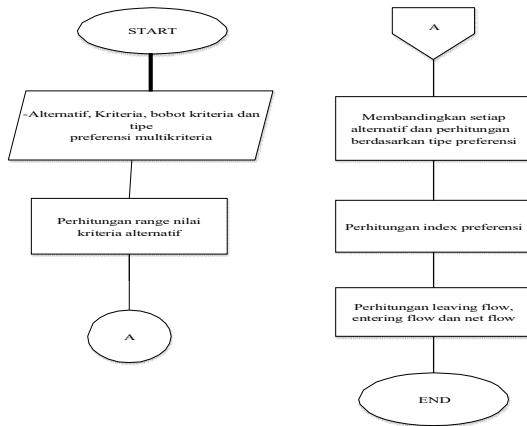 START
-Alternatif, Kriteria, bobot kriteria dan
tipe
preferensi multikriteria
Perhitungan range nilai
kriteria alternatif
A
A
Membandingkan setiap
alternatif dan perhitungan
berdasarkan tipe preferensi
Perhitungan index preferensi
Perhitungan leaving flow,
entering flow dan net flow
END